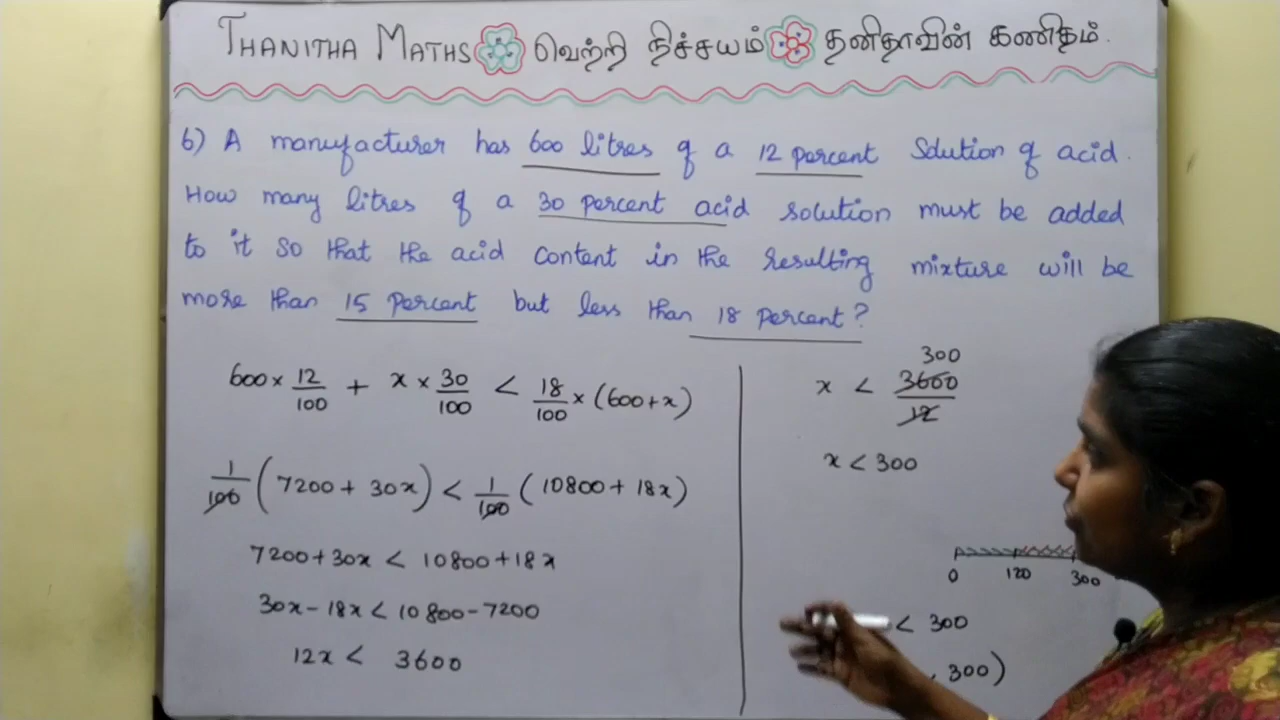 THANITHA MATHS வெற்றி நிச்சயம் தனிதாவின் கணிதம்.
6) A manufacturer has 600 litres of a 12 percent Solution of acid.
How many litres of a 30 percent acid solution must be added
to it so that the acid content in the resulting mixture will be
more than 15 percent but less than 18 percent?
600 × 12/100 + x × 30/100 < 18/100 × (600+x)
1/100 (7200 + 30x) < 1/100 (10800 + 18x)
7200+30x < 10800+18x
30x - 18x < 10800 - 7200
12x < 3600
300
x < 3600/12
x < 300
0 120 300
< 300
, 300)